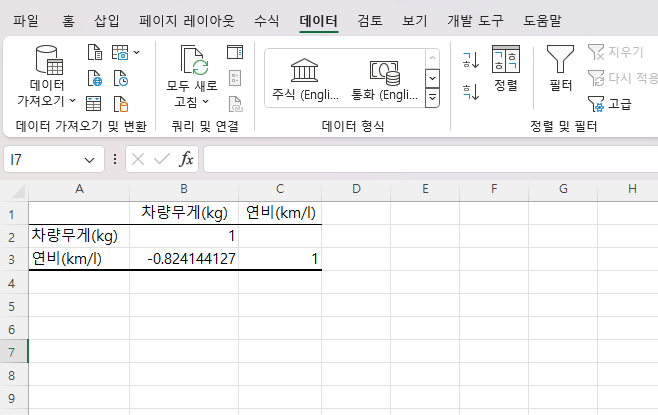 파일 홈 삽입 페이지 레이아웃 수식 데이터 검토 보기 개발 도구 도움말
데이터
가져오기
데이터 가져오기 및 변환
모두 새로
고침
쿼리 및 연결
주식 (Engli... 통화 (Engli...
데이터 형식
정렬
필터
지우기
다시 적용
고급
정렬 및 필터
I7
fx
A B C D E F G H
1 차량무게(kg) 연비(km/l)
2 차량무게(kg) 1
3 연비(km/l) -0.824144127 1
4
5
6
7
8
9